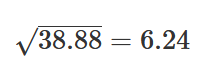 √38.88 = 6.24